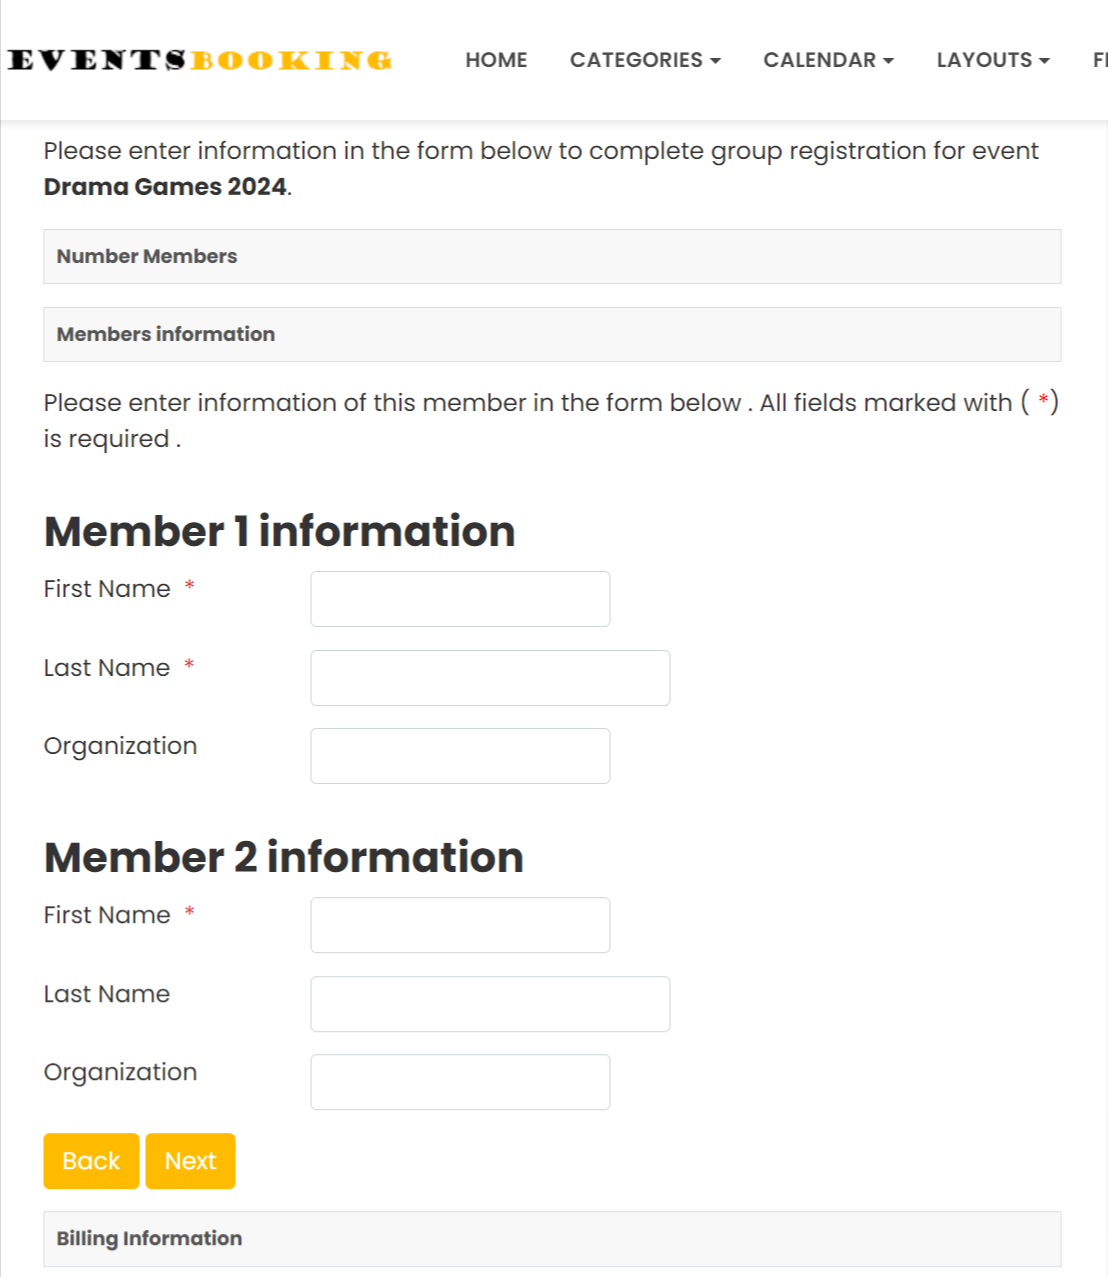 EVENTSBOOKING HOME CATEGORIES CALENDAR LAYOUTS
Please enter information in the form below to complete group registration for event
Drama Games 2024.
Number Members
Members information
Please enter information of this member in the form below . All fields marked with ( *)
is required .
Member 1 information
First Name *
Last Name *
Organization
Member 2 information
First Name *
Last Name
Organization
Back Next
Billing Information